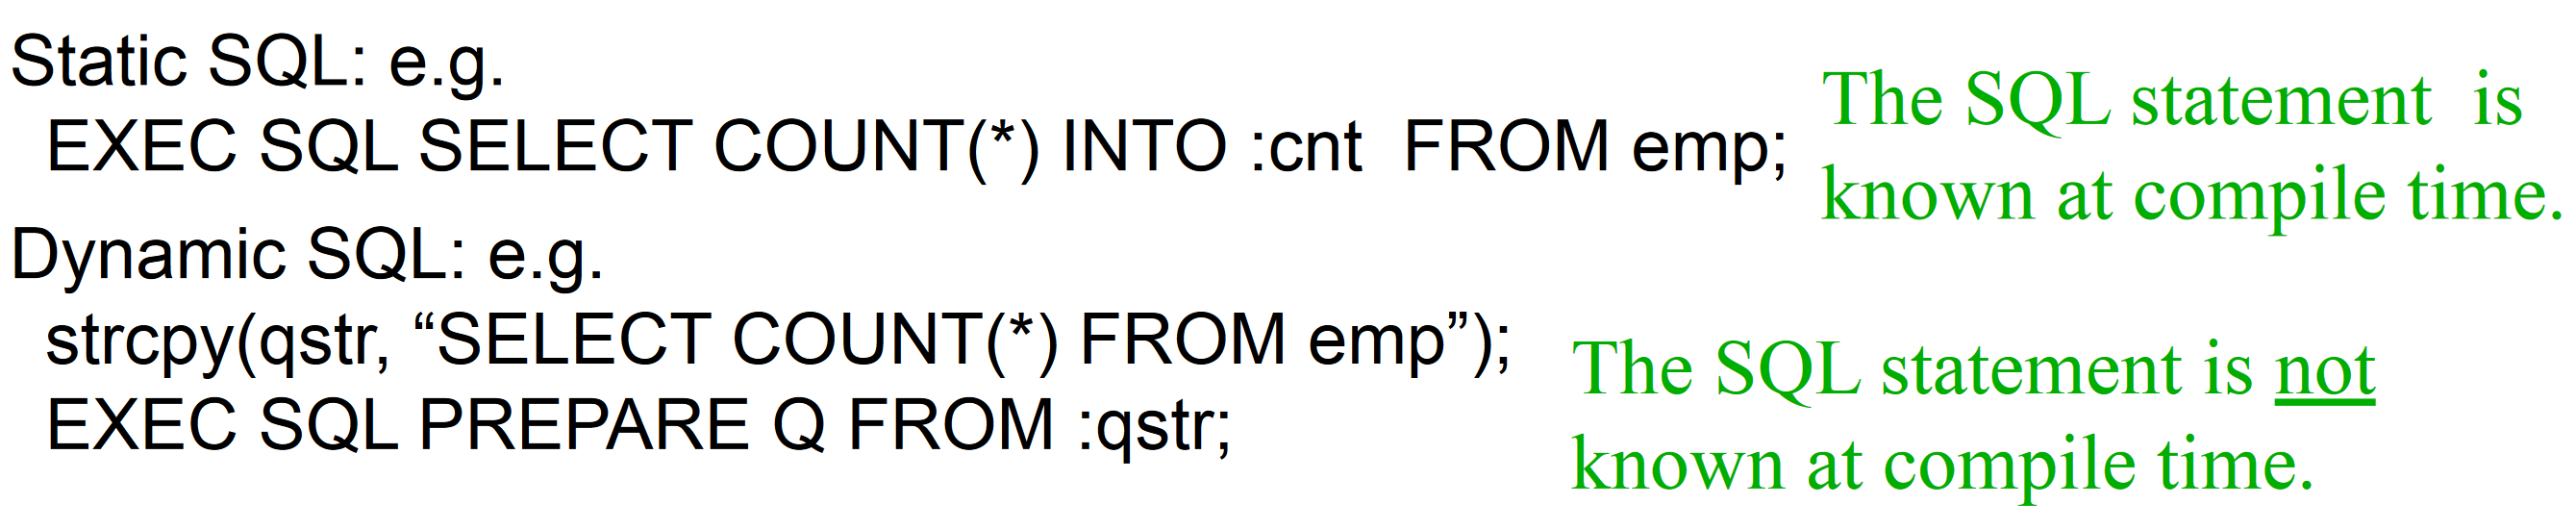 Static SQL: e.g.
EXEC SQL SELECT COUNT(*) INTO :cnt FROM emp;
The SQL statement is
known at compile time.
Dynamic SQL: e.g.
strcpy(qstr, “SELECT COUNT(*) FROM emp”);
EXEC SQL PREPARE Q FROM :qstr;
The SQL statement is not
known at compile time.